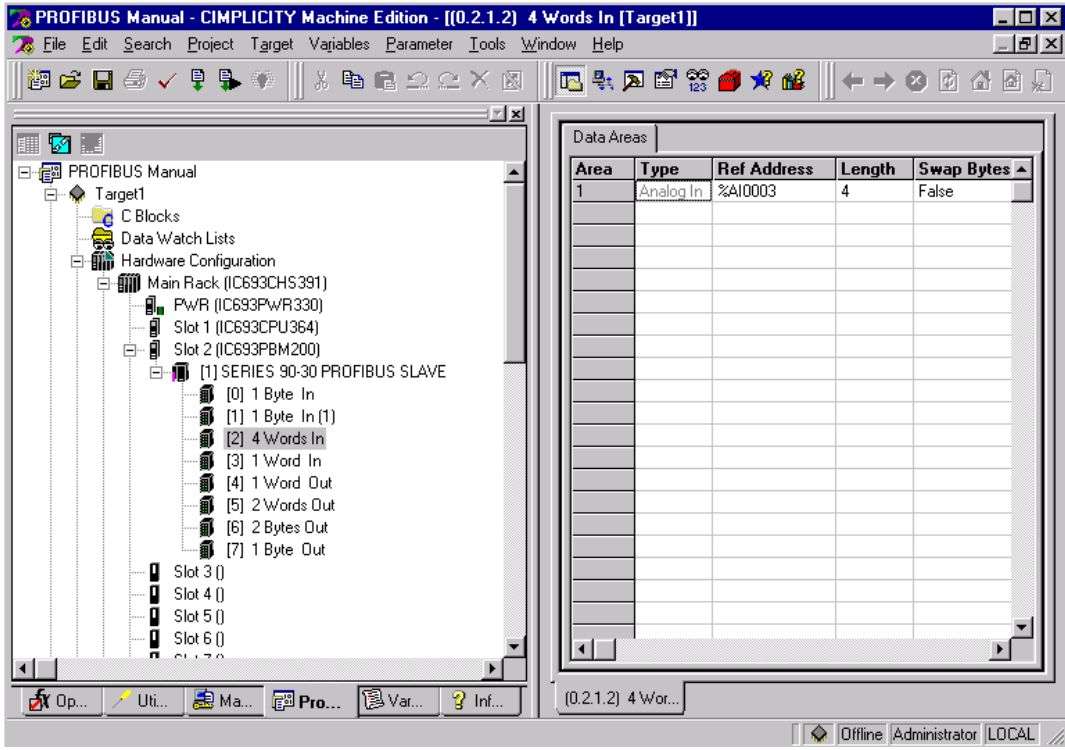 PROFIBUS Manual - CIMPLICITY Machine Edition - [(0.2.1.2)  4 Words In [Target1]]
File Edit Search Project Target Variables Parameter Tools Window Help
123
PROFIBUS Manual
Target1
C Blocks
Data Watch Lists
Hardware Configuration
Main Rack (IC693CHS391)
PWR (IC693PWR330)
Slot 1 (IC693CPU364)
Slot 2 (IC693PBM200)
[1] SERIES 90-30 PROFIBUS SLAVE
[0]  1 Byte  In
[1]  1 Byte  In (1)
[2]  4 Words In
[3]  1 Word  In
[4]  1 Word  Out
[5]  2 Words Out
[6]  2 Bytes Out
[7]  1 Byte  Out
Slot 3 ()
Slot 4 ()
Slot 5 ()
Slot 6 ()
Op... Uti... Ma... Pro... Var... Inf...
Data Areas
Area Type Ref Address Length Swap Bytes
1 Analog In %AI0003 4 False
(0.2.1.2)  4 Wor...
Offline Administrator LOCAL